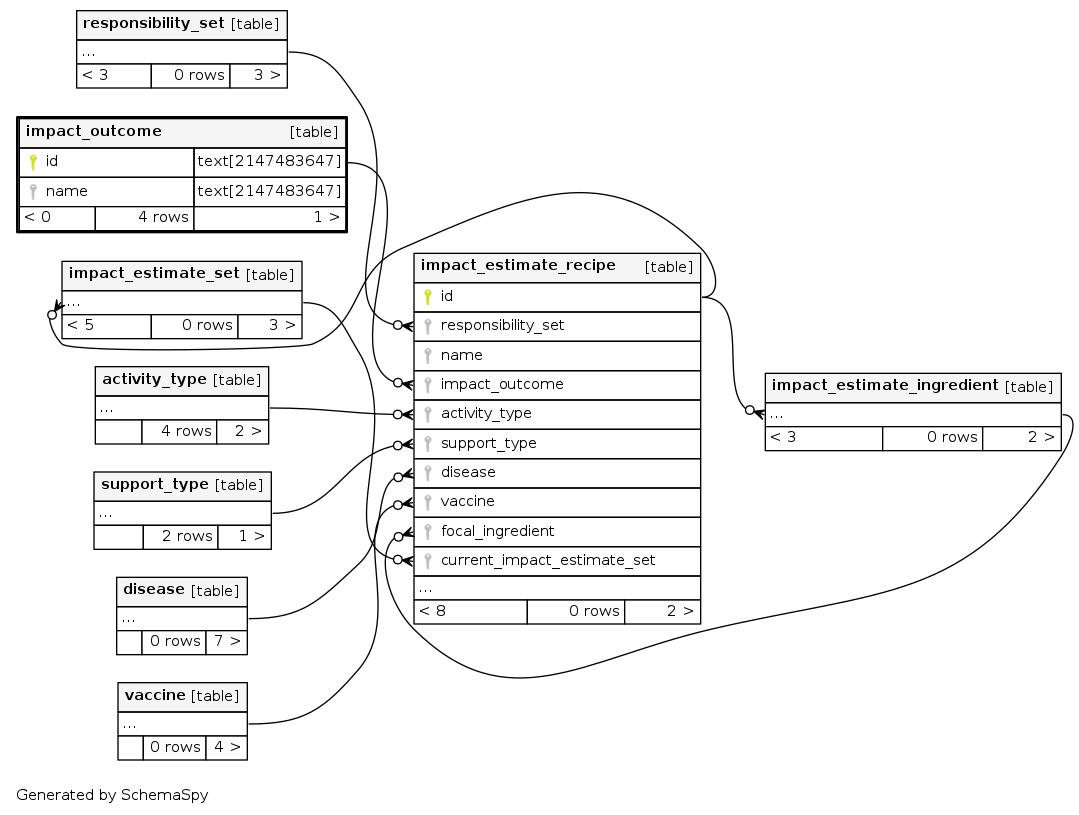 responsibility_set [table]
...
< 3 0 rows 3 >
impact_outcome [table]
id text[2147483647]
name text[2147483647]
< 0 4 rows 1 >
impact_estimate_set [table]
...
< 5 0 rows 3 >
activity_type [table]
...
4 rows 2 >
support_type [table]
...
2 rows 1 >
disease [table]
...
0 rows 7 >
vaccine [table]
...
0 rows 4 >
impact_estimate_recipe [table]
id
responsibility_set
name
impact_outcome
activity_type
support_type
disease
vaccine
focal_ingredient
current_impact_estimate_set
...
< 8 0 rows 2 >
impact_estimate_ingredient [table]
...
< 3 0 rows 2 >
Generated by SchemaSpy